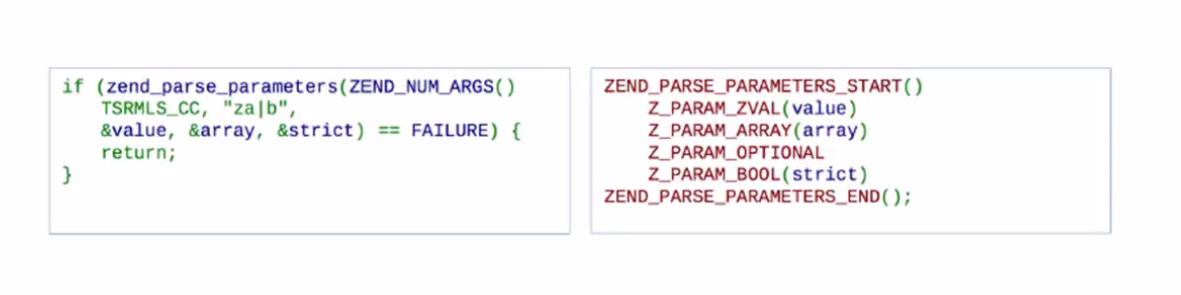 if (zend_parse_parameters(ZEND_NUM_ARGS()
TSRMLS_CC, "za|b",
&value, &array, &strict) == FAILURE) {
return;
}
ZEND_PARSE_PARAMETERS_START()
Z_PARAM_ZVAL(value)
Z_PARAM_ARRAY(array)
Z_PARAM_OPTIONAL
Z_PARAM_BOOL(strict)
ZEND_PARSE_PARAMETERS_END();